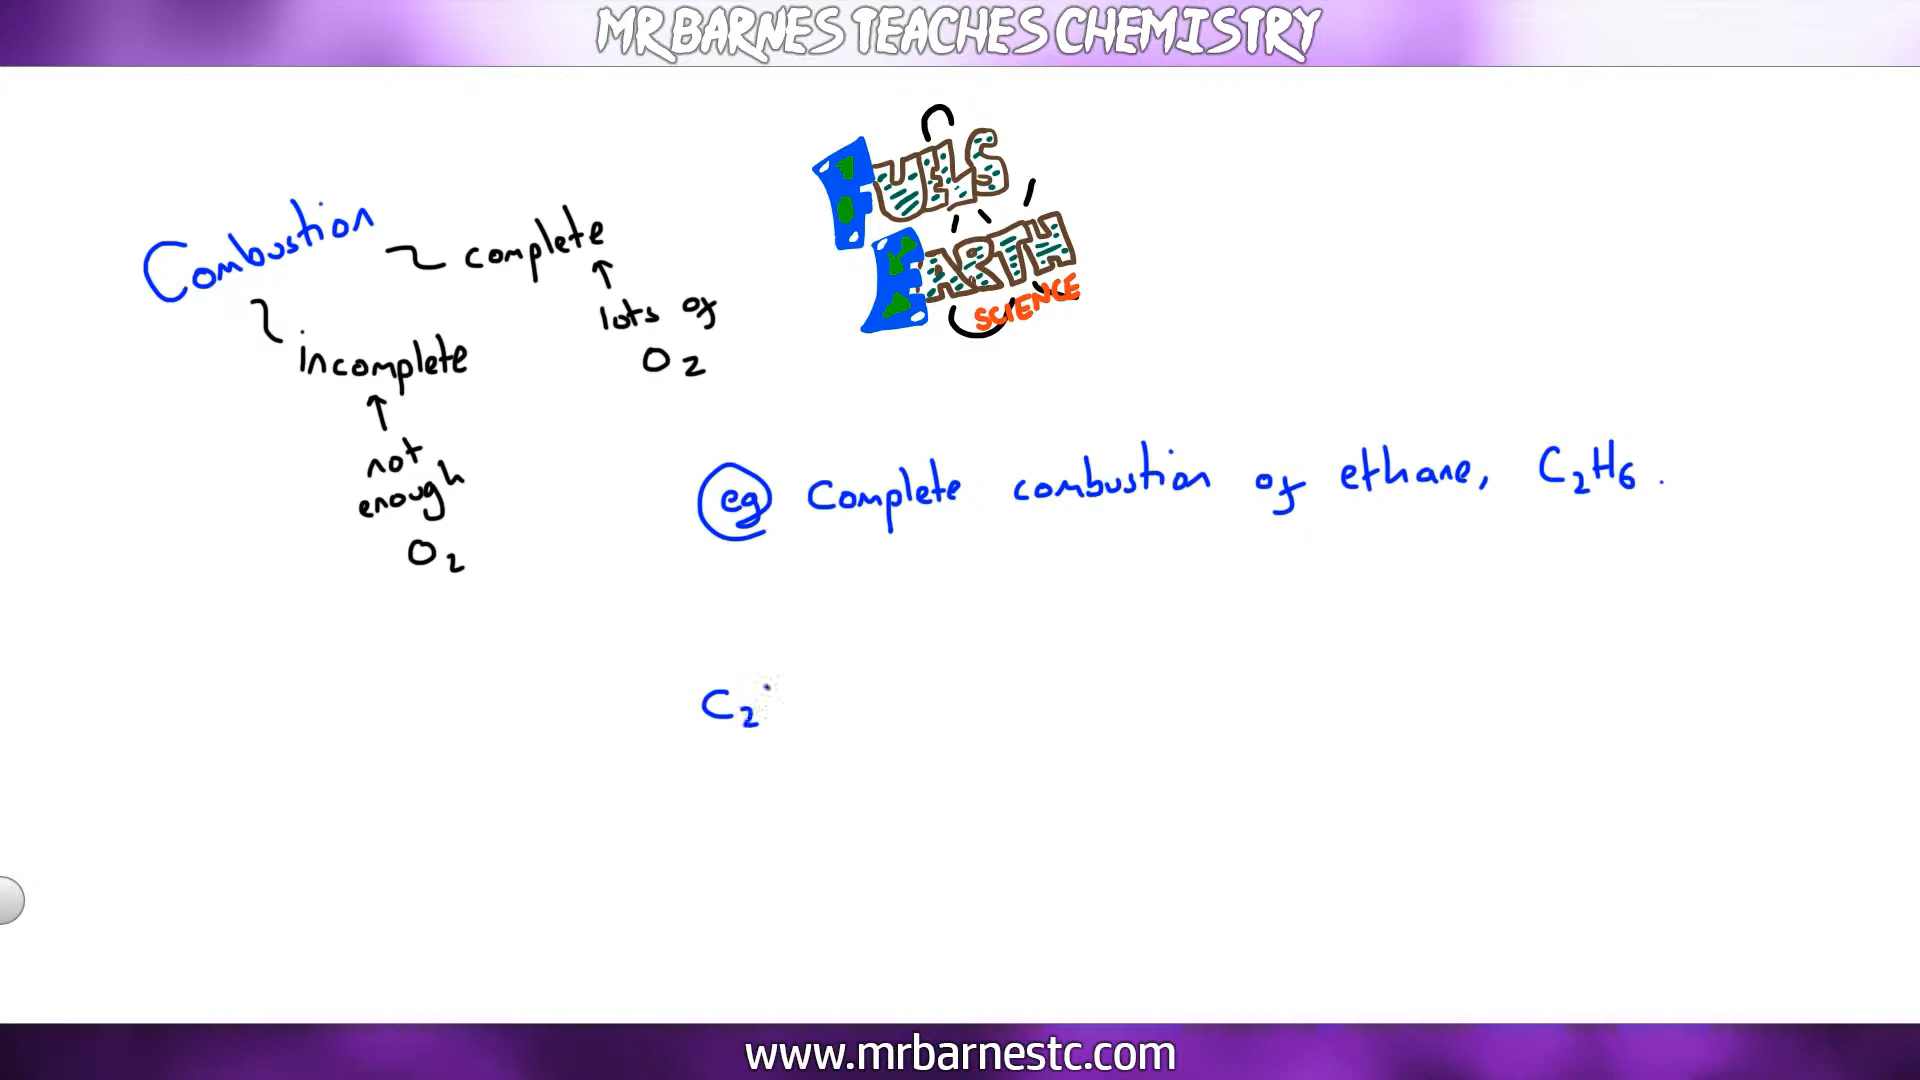 MR BARNES TEACHES CHEMISTRY
FUELS
EARTH
SCIENCE
Combustion
complete
lots of
O2
incomplete
not
enough
O2
eg Complete combustion of ethane, C2H6.
C2
www.mrbarnestc.com